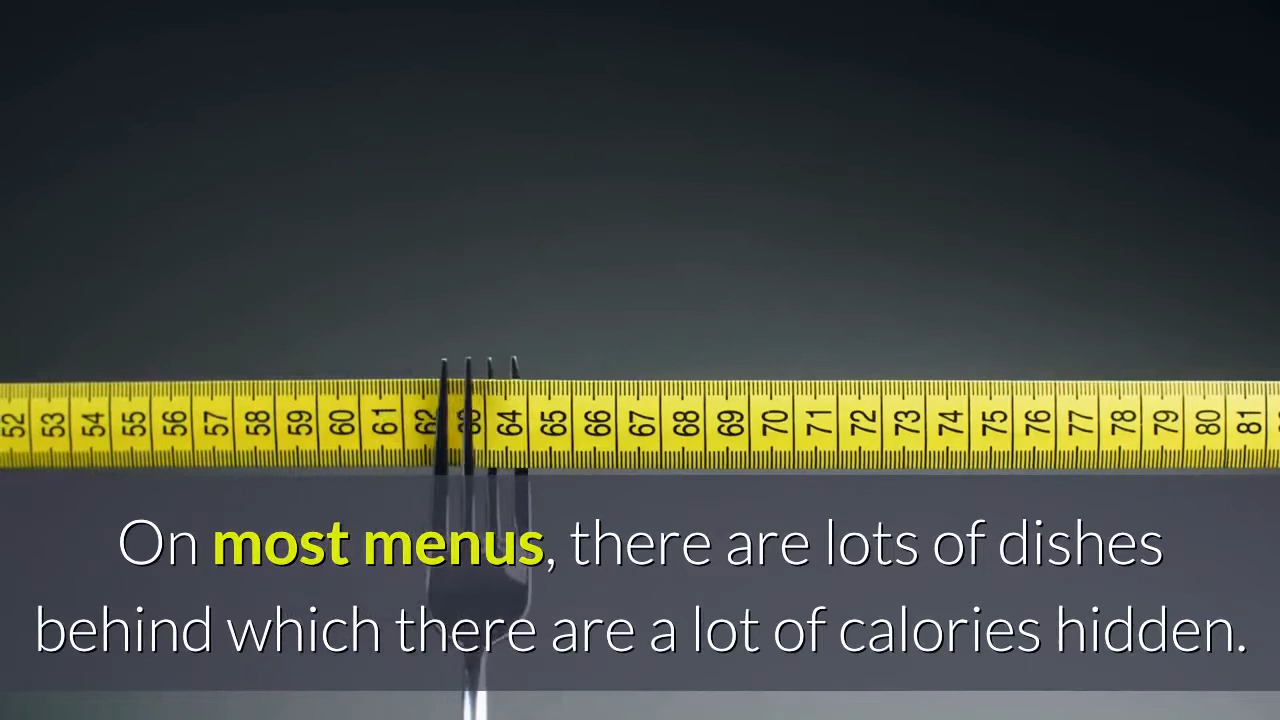 52 53 54 55 56 57 58 59 60 61 62 63 64 65 66 67 68 69 70 71 72 73 74 75 76 77 78 79 80 81
On most menus, there are lots of dishes
behind which there are a lot of calories hidden.